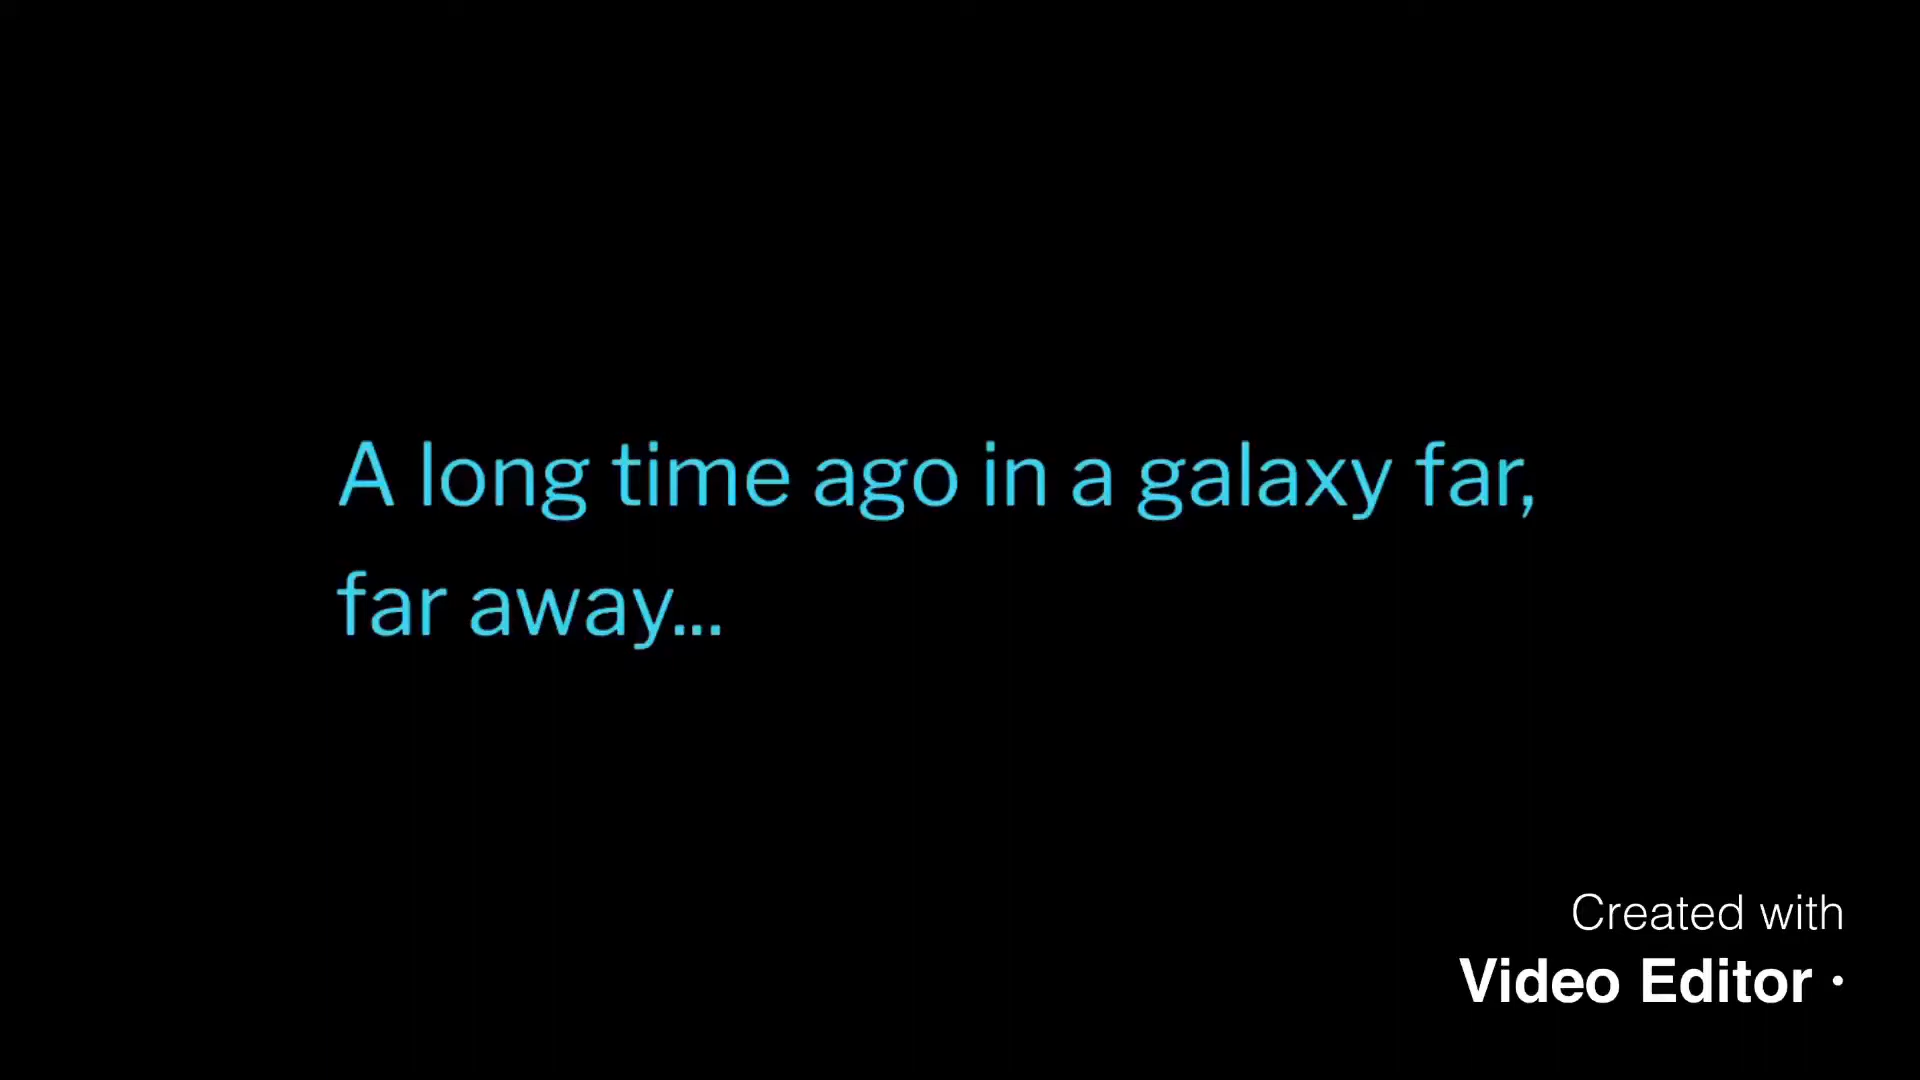 A long time ago in a galaxy far,
far away...
Created with
Video Editor ·